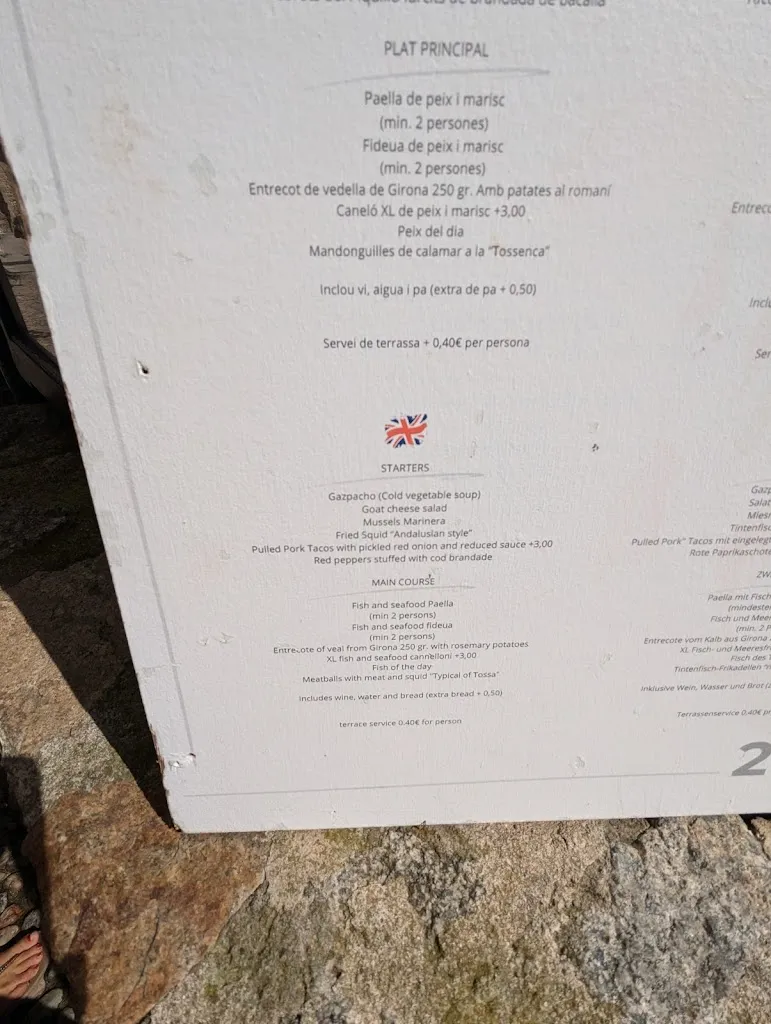 de brandada de bacallà
PLAT PRINCIPAL
Paella de peix i marisc
(min. 2 persones)
Fideua de peix i marisc
(min. 2 persones)
Entrecot de vedella de Girona 250 gr. Amb patates al romaní
Caneló XL de peix i marisc +3,00
Peix del dia
Mandonguilles de calamar a la "Tossenca"
Inclou vi, aigua i pa (extra de pa + 0,50)
Servei de terrassa + 0,40€ per persona
STARTERS
Gazpacho (Cold vegetable soup)
Goat cheese salad
Mussels Marinera
Fried Squid "Andalusian style"
Pulled Pork Tacos with pickled red onion and reduced sauce +3,00
Red peppers stuffed with cod brandade
MAIN COURSE
Fish and seafood Paella
(min 2 persons)
Fish and seafood fideua
(min 2 persons)
Entrecote of veal from Girona 250 gr. with rosemary potatoes
XL fish and seafood cannelloni +3,00
Fish of the day
Meatballs with meat and squid "Typical of Tossa"
Includes wine, water and bread (extra bread + 0,50)
terrace service 0.40€ for person
Entreco
Inclu
Ser
Gazp
Salat
Mies
Tintenfisc
Pulled Pork" Tacos mit eingelegt
Rote Paprikaschote
ZW
Paella mit Fisch
(mindeste
Fisch und Meer
(min. 2 P
Entrecote vom Kalb aus Girona
XL Fisch- und Meeresfr
Fisch des T
Tintenfisch-Frikadellen
Inklusive Wein, Wasser und Brot
Terrassenservice 0.40€ pr
2